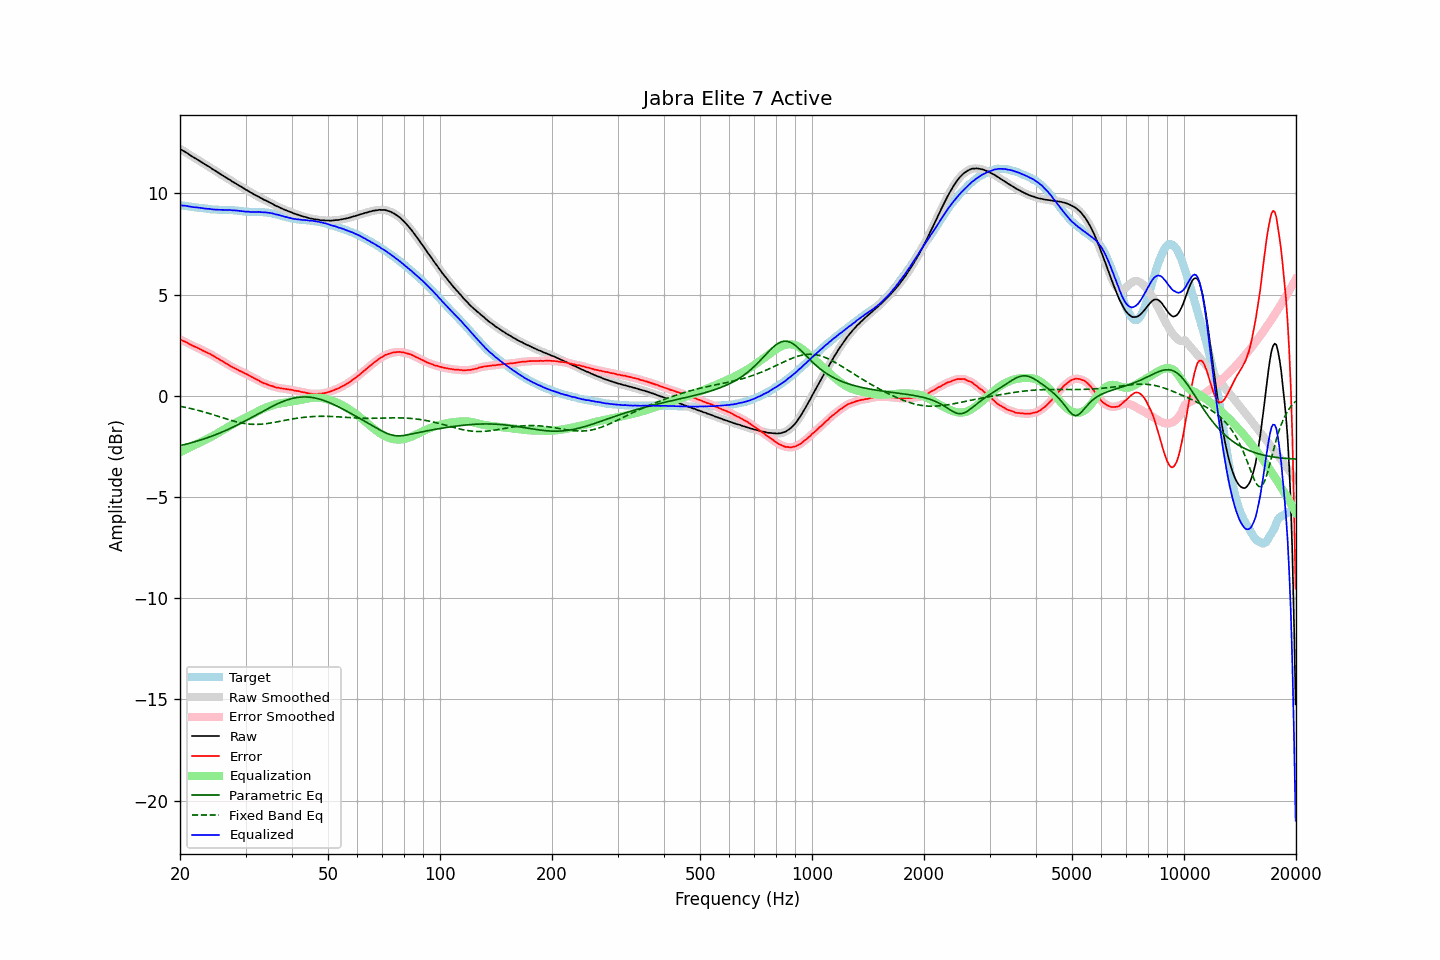 Jabra Elite 7 Active
Amplitude (dBr)
10
5
0
−5
−10
−15
−20
Target
Raw Smoothed
Error Smoothed
Raw
Error
Equalization
Parametric Eq
Fixed Band Eq
Equalized
20
50
100
200
500
1000
2000
5000
10000
20000
Frequency (Hz)